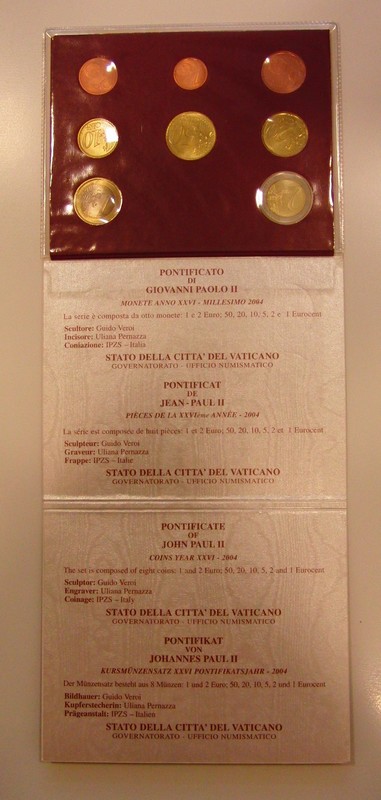 10
PONTIFICATO
DI
GIOVANNI PAOLO II
MONETE ANNO XXVI - MILLESIMO 2004
La serie è composta da otto monete: 1 e 2 Euro; 50, 20, 10, 5, 2 e 1 Eurocent
Scultore: Guido Veroi
Incisore: Uliana Pernazza
Coniazione: IPZS – Italia
STATO DELLA CITTA' DEL VATICANO
GOVERNATORATO - UFFICIO NUMISMATICO
PONTIFICAT
DE
JEAN-PAUL II
PIÈCES DE LA XXVIème ANNÉE - 2004
La série est composée de huit pièces: 1 et 2 Euro; 50, 20, 10, 5, 2 et 1 Eurocent
Sculpteur: Guido Veroi
Graveur: Uliana Pernazza
Frappe: IPZS – Italie
STATO DELLA CITTA' DEL VATICANO
GOVERNATORATO - UFFICIO NUMISMATICO
PONTIFICATE
OF
JOHN PAUL II
COINS YEAR XXVI - 2004
The set is composed of eight coins: 1 and 2 Euro; 50, 20, 10, 5, 2 and 1 Eurocent
Sculptor: Guido Veroi
Engraver: Uliana Pernazza
Coinage: IPZS – Italy
STATO DELLA CITTA' DEL VATICANO
GOVERNATORATO - UFFICIO NUMISMATICO
PONTIFIKAT
VON
JOHANNES PAUL II
KURSMÜNZENSATZ XXVI PONTIFIKATSJAHR - 2004
Der Münzensatz besteht aus 8 Münzen: 1 und 2 Euro; 50, 20, 10, 5, 2 und 1 Eurocent
Bildhauer: Guido Veroi
Kupferstecherin: Uliana Pernazza
Prägeanstalt: IPZS – Italien
STATO DELLA CITTA' DEL VATICANO
GOVERNATORATO - UFFICIO NUMISMATICO